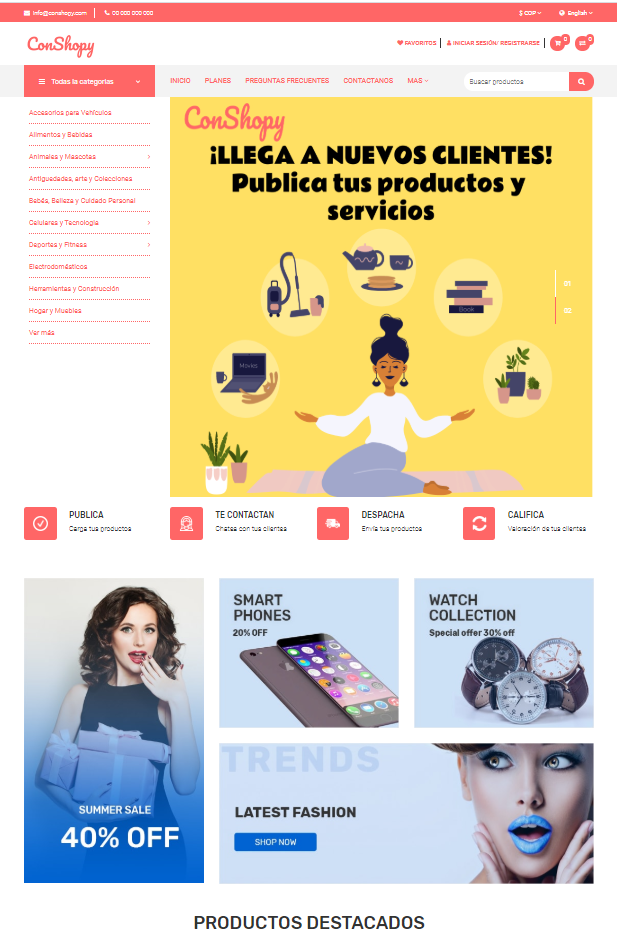 info@conshopy.com
00 000 000 000
$ COP
English
ConShopy
FAVORITOS
INICIAR SESIÓN/ REGISTRARSE
0
0
Todas la categorias
INICIO
PLANES
PREGUNTAS FRECUENTES
CONTACTANOS
MAS
Buscar productos
Accesorios para Vehículos
Alimentos y Bebidas
Animales y Mascotas
Antiguedades, arte y Colecciones
Bebés, Belleza y Cuidado Personal
Celulares y Tecnología
Deportes y Fitness
Electrodomésticos
Herramientas y Construcción
Hogar y Muebles
Ver más
ConShopy
¡LLEGA A NUEVOS CLIENTES!
Publica tus productos y
servicios
Book
Movies
01
02
PUBLICA
Carga tus productos
TE CONTACTAN
Chatea con tus clientes
DESPACHA
Envía tus productos
CALIFICA
Valoración de tus clientes
SUMMER SALE
40% OFF
SMART
PHONES
20% OFF
WATCH
COLLECTION
Special offer 30% off
TRENDS
LATEST FASHION
SHOP NOW
PRODUCTOS DESTACADOS